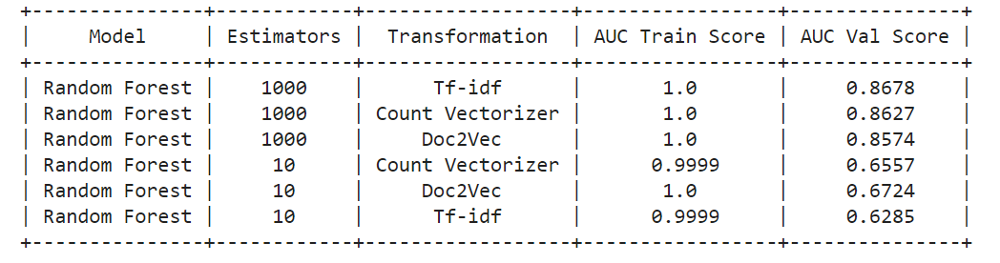 +---------------+------------+------------------+-----------------+---------------+
|     Model     | Estimators |  Transformation  | AUC Train Score | AUC Val Score |
+---------------+------------+------------------+-----------------+---------------+
| Random Forest |    1000    |      Tf-idf      |       1.0       |     0.8678    |
| Random Forest |    1000    | Count Vectorizer |       1.0       |     0.8627    |
| Random Forest |    1000    |     Doc2Vec      |       1.0       |     0.8574    |
| Random Forest |     10     | Count Vectorizer |      0.9999     |     0.6557    |
| Random Forest |     10     |     Doc2Vec      |       1.0       |     0.6724    |
| Random Forest |     10     |      Tf-idf      |      0.9999     |     0.6285    |
+---------------+------------+------------------+-----------------+---------------+